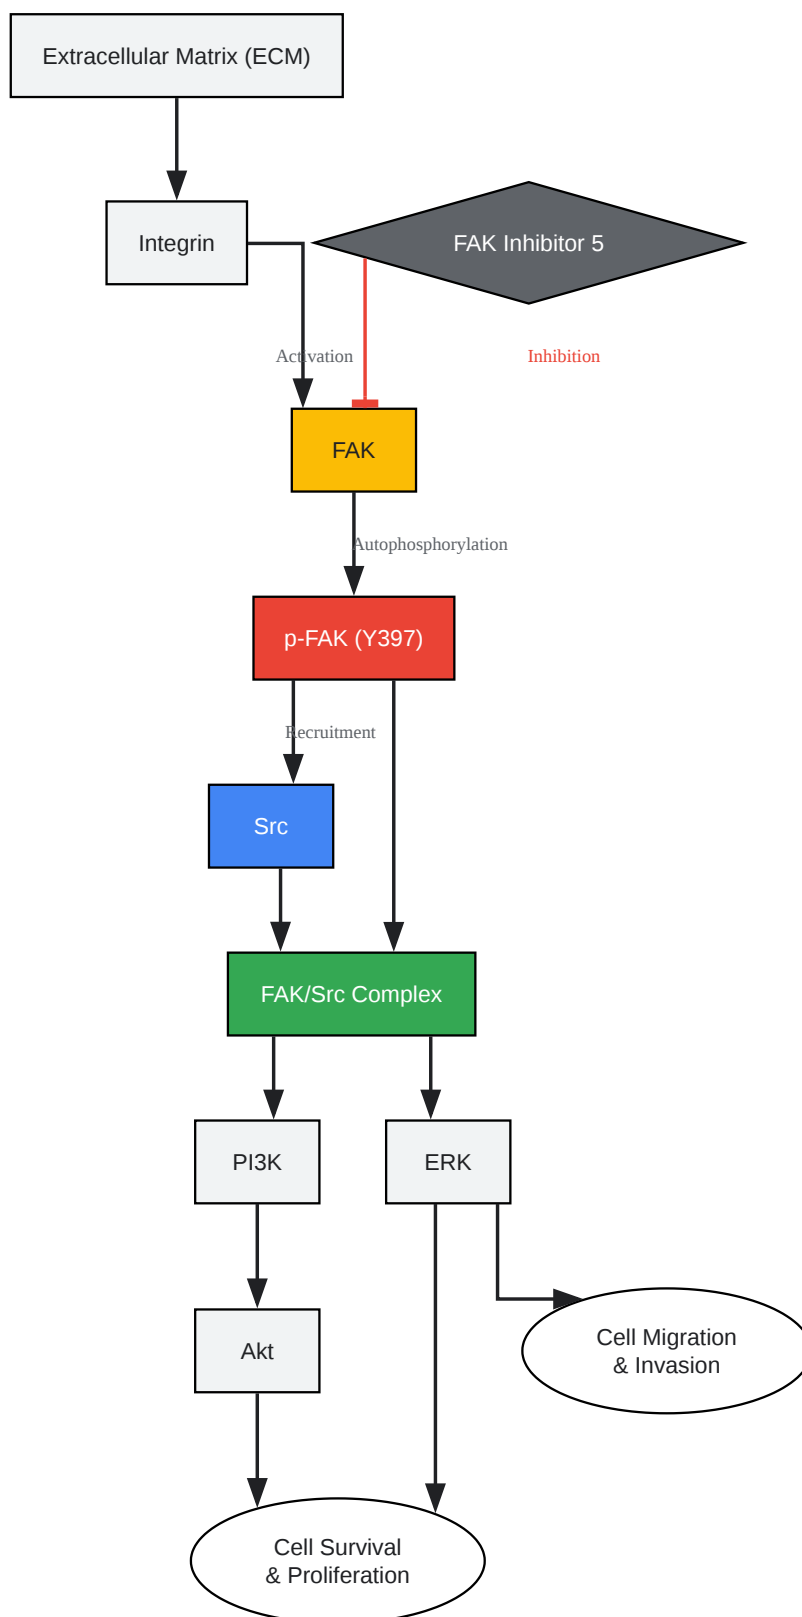 Extracellular Matrix (ECM)
Integrin
FAK Inhibitor 5
Activation
Inhibition
FAK
Autophosphorylation
p-FAK (Y397)
Recruitment
Src
FAK/Src Complex
PI3K
ERK
Akt
Cell Migration
& Invasion
Cell Survival
& Proliferation